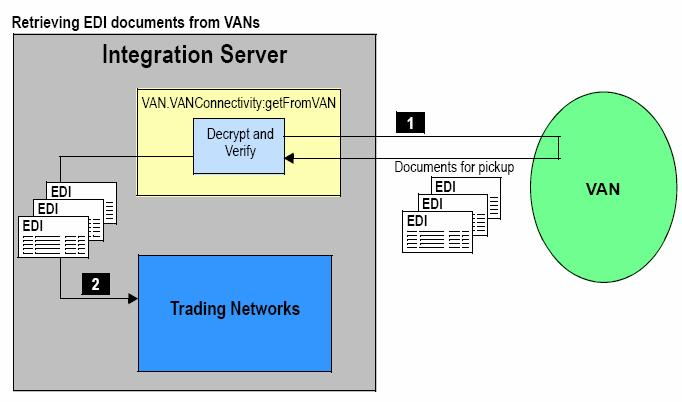 Retrieving EDI documents from VANs
Integration Server
VAN.VANConnectivity:getFromVAN
1
Decrypt and
Verify
Documents for pickup
VAN
EDI
EDI
EDI
EDI
EDI
EDI
2
Trading Networks